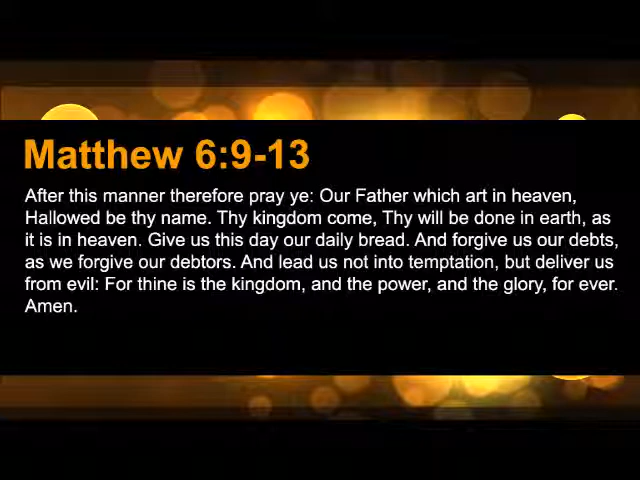 Matthew 6:9-13
After this manner therefore pray ye: Our Father which art in heaven,
Hallowed be thy name. Thy kingdom come, Thy will be done in earth, as
it is in heaven. Give us this day our daily bread. And forgive us our debts,
as we forgive our debtors. And lead us not into temptation, but deliver us
from evil: For thine is the kingdom, and the power, and the glory, for ever.
Amen.